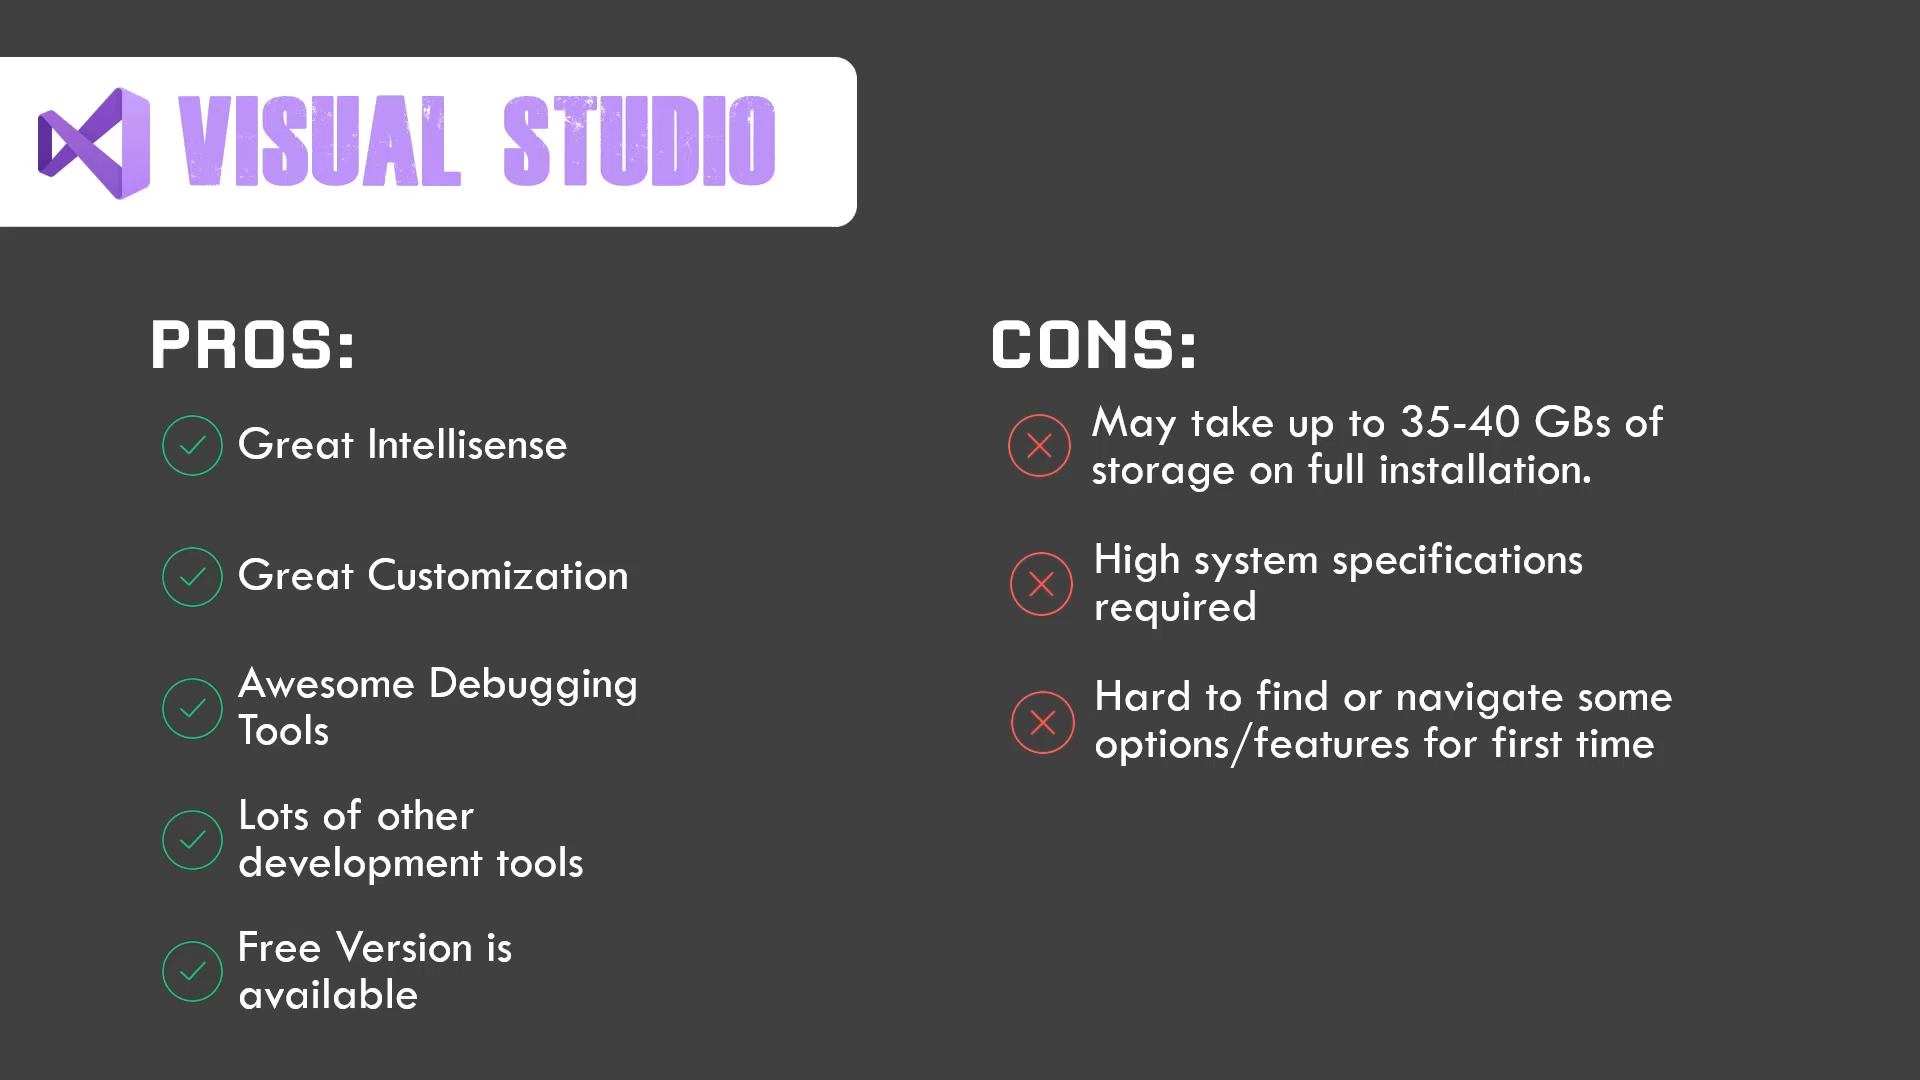 VISUAL STUDIO
PROS:
Great Intellisense
Great Customization
Awesome Debugging
Tools
Lots of other
development tools
Free Version is
available
CONS:
May take up to 35-40 GBs of
storage on full installation.
High system specifications
required
Hard to find or navigate some
options/features for first time